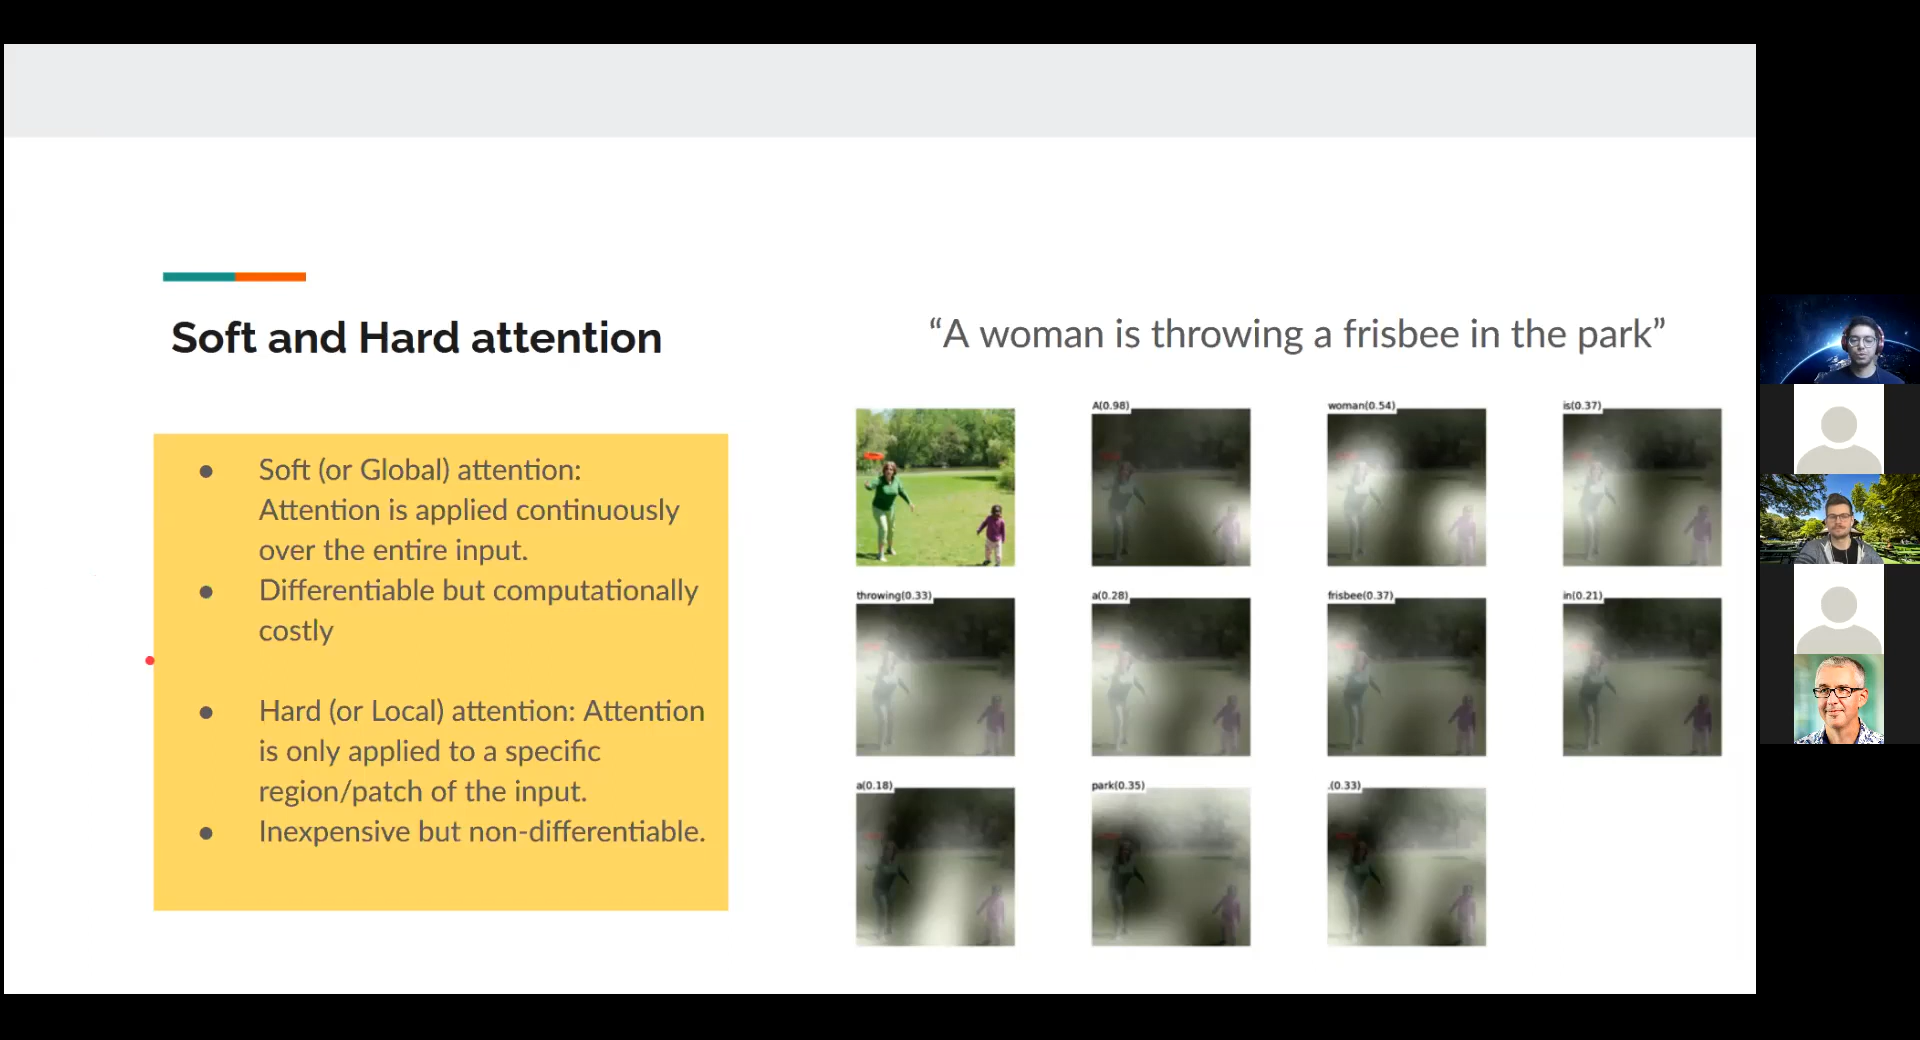 Soft and Hard attention
● Soft (or Global) attention:
Attention is applied continuously
over the entire input.
● Differentiable but computationally
costly
● Hard (or Local) attention: Attention
is only applied to a specific
region/patch of the input.
● Inexpensive but non-differentiable.
“A woman is throwing a frisbee in the park”
A(0.98)
woman(0.54)
is(0.37)
throwing(0.33)
a(0.28)
frisbee(0.37)
in(0.21)
a(0.18)
park(0.35)
.(0.33)